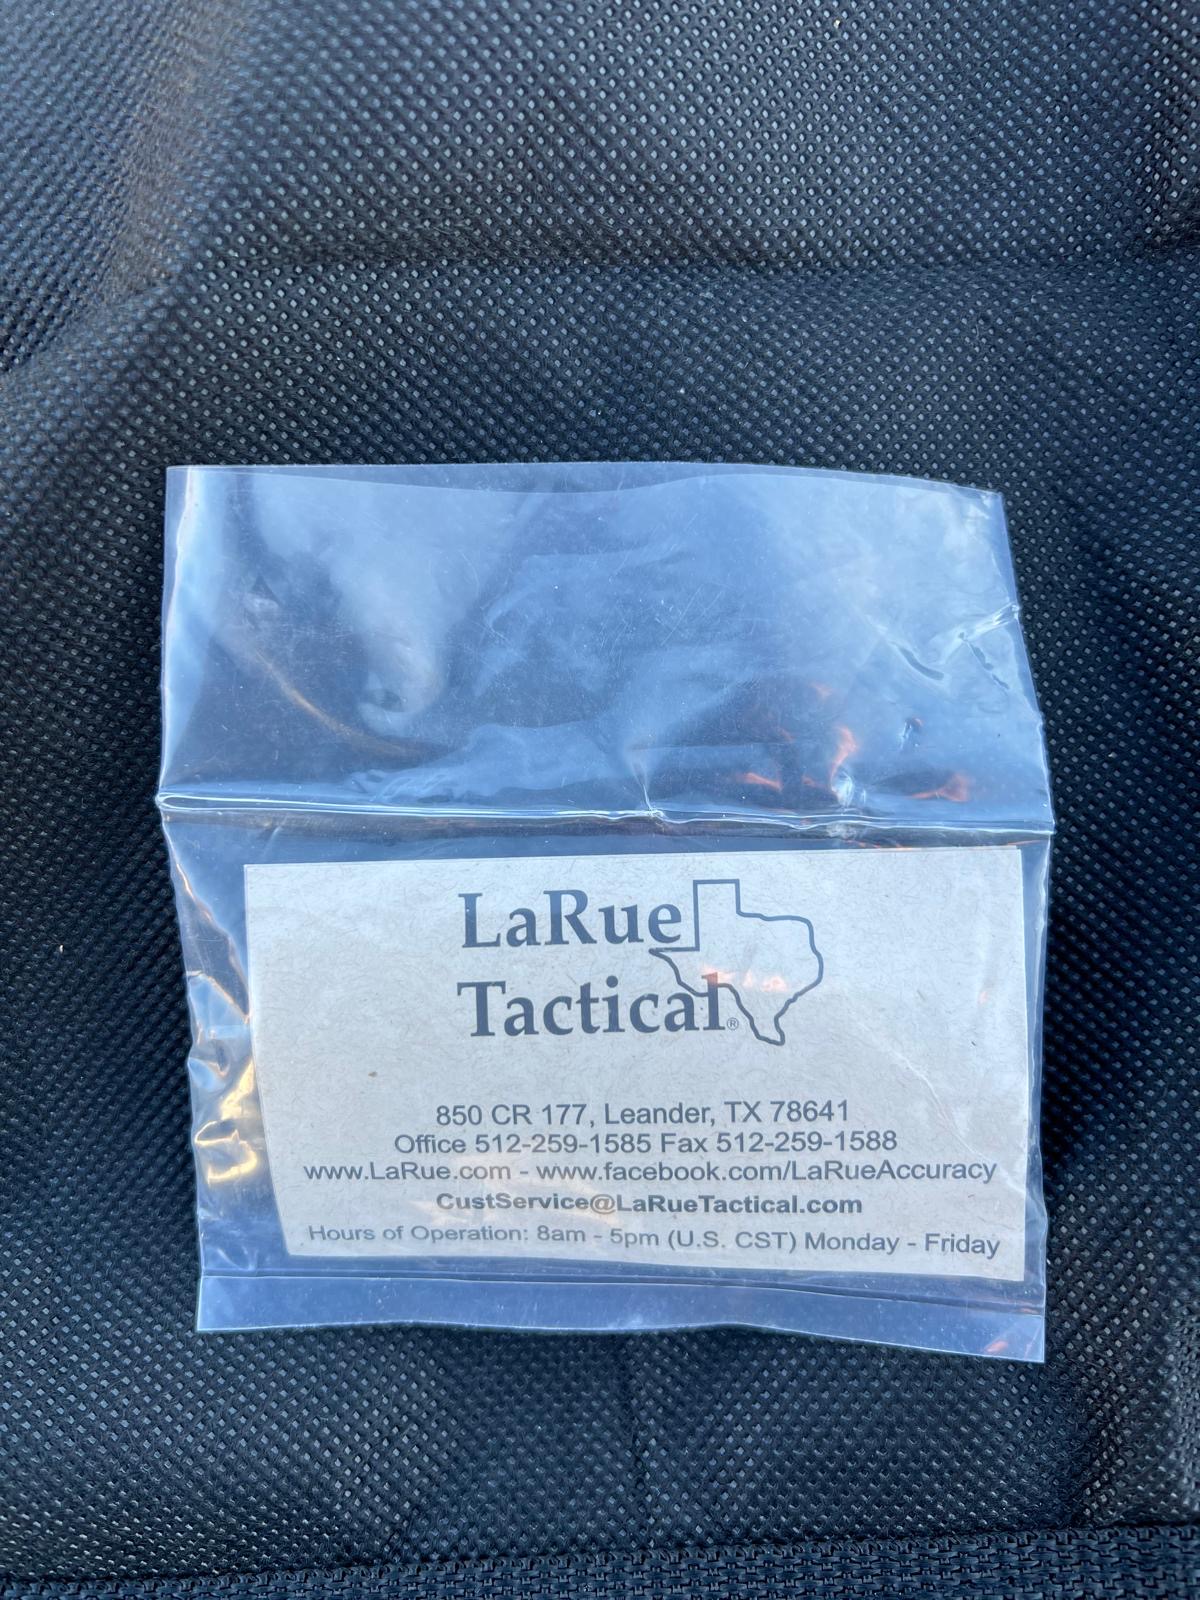 LaRue
Tactical®
850 CR 177, Leander, TX 78641
Office 512-259-1585 Fax 512-259-1588
www.LaRue.com - www.facebook.com/LaRueAccuracy
CustService@LaRueTactical.com
Hours of Operation: 8am - 5pm (U.S. CST) Monday - Friday